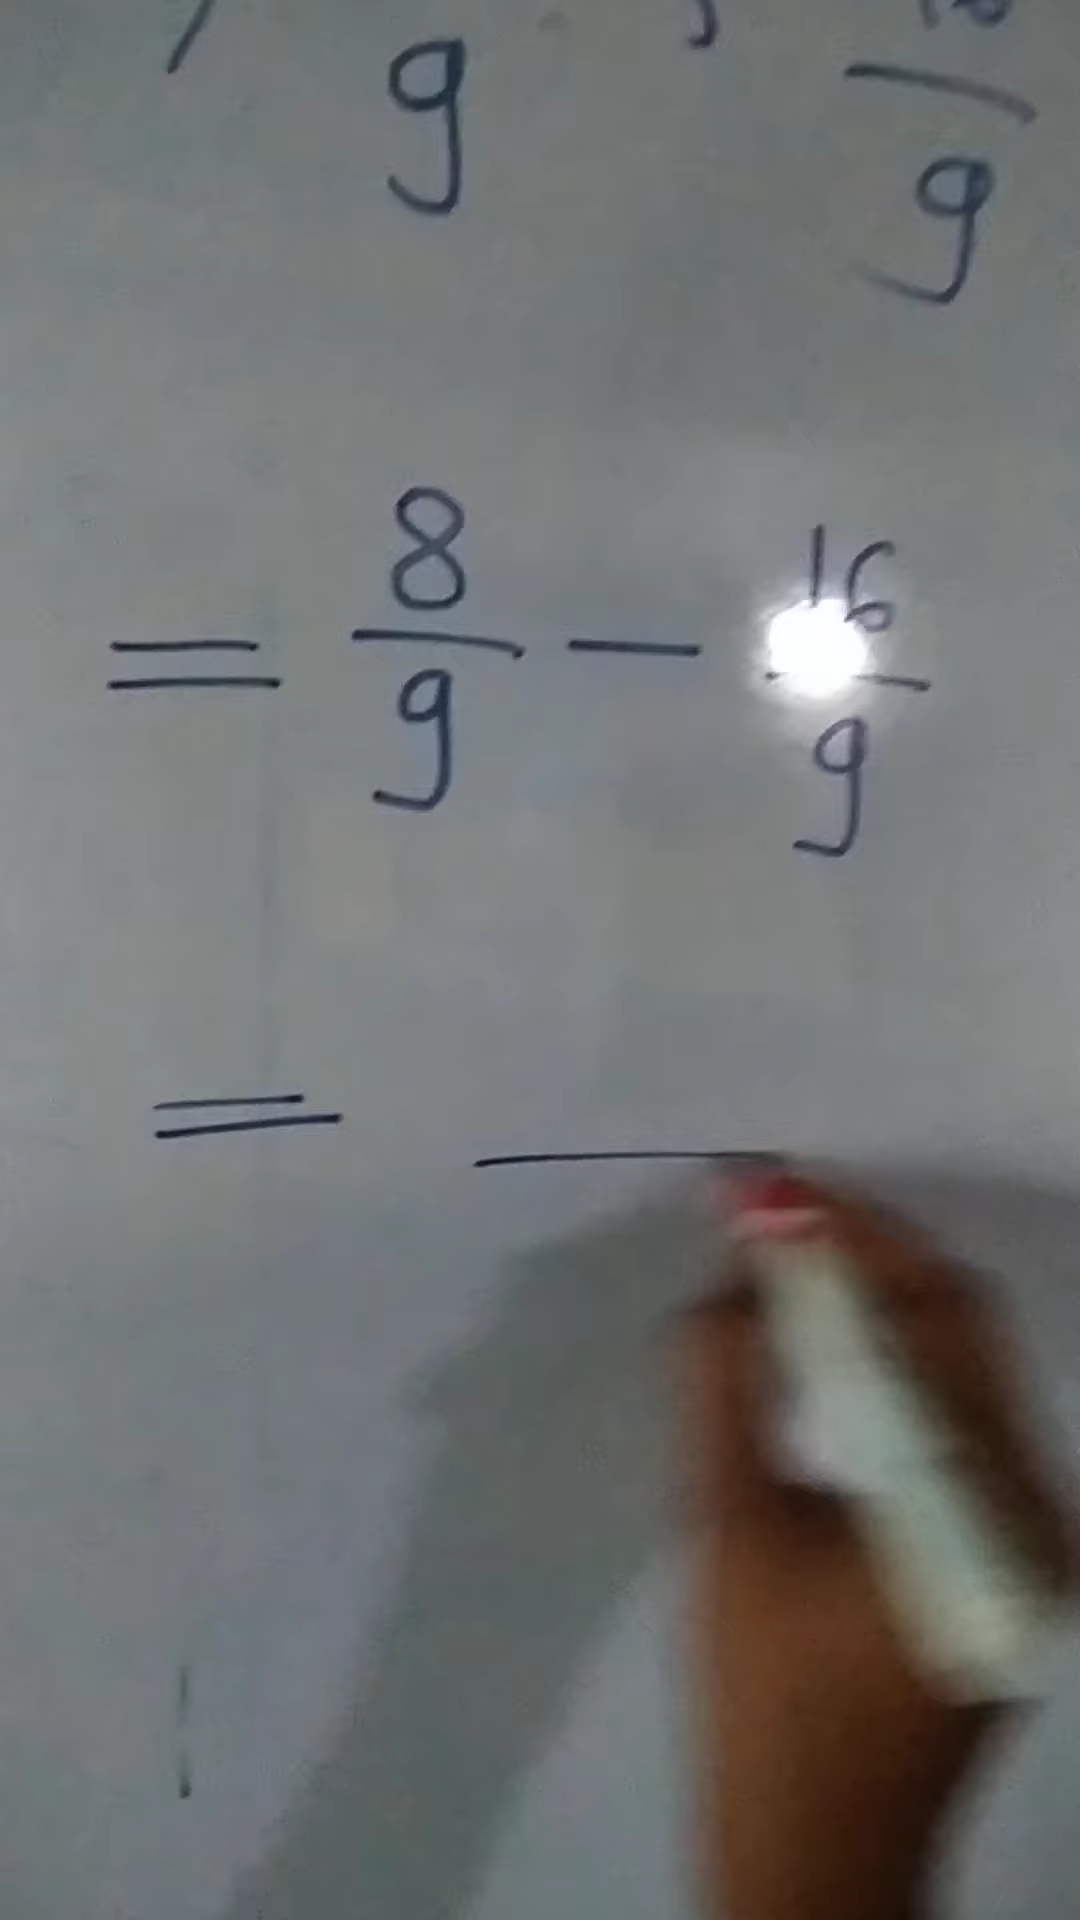 9 9
= 8/9 - 16/9
=